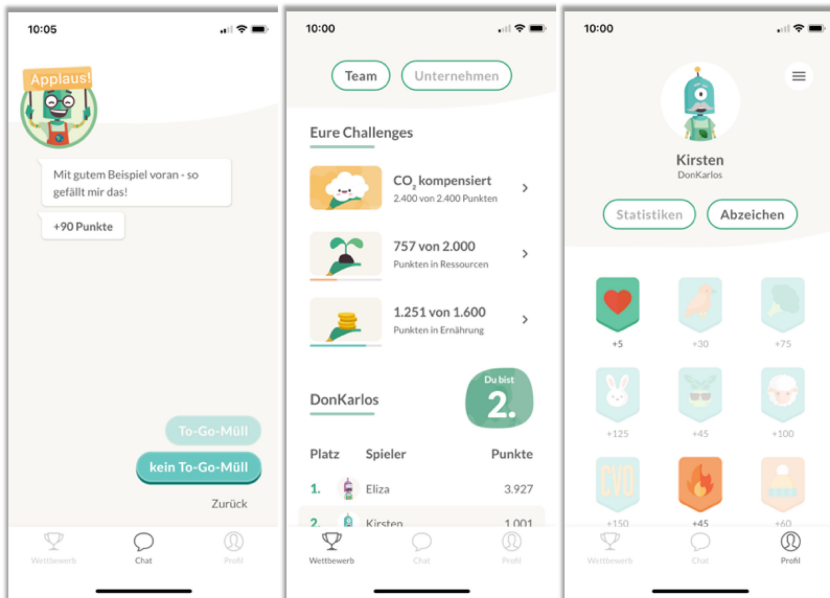 10:05
Applaus!
Mit gutem Beispiel voran - so
gefällt mir das!
+90 Punkte
To-Go-Müll
kein To-Go-Müll
Zurück
Wettbewerb
Chat
Profil
10:00
Team
Unternehmen
Eure Challenges
CO₂ kompensiert
2.400 von 2.400 Punkten
757 von 2.000
Punkten in Ressourcen
1.251 von 1.600
Punkten in Ernährung
DonKarlos
Du bist
2.
Platz Spieler Punkte
1. Eliza 3.927
2. Kirsten 1.001
Wettbewerb
Chat
Profil
10:00
Kirsten
DonKarlos
Statistiken
Abzeichen
+5
+30
+75
+125
+45
+100
CVO
+150
+45
+60
Wettbewerb
Chat
Profil